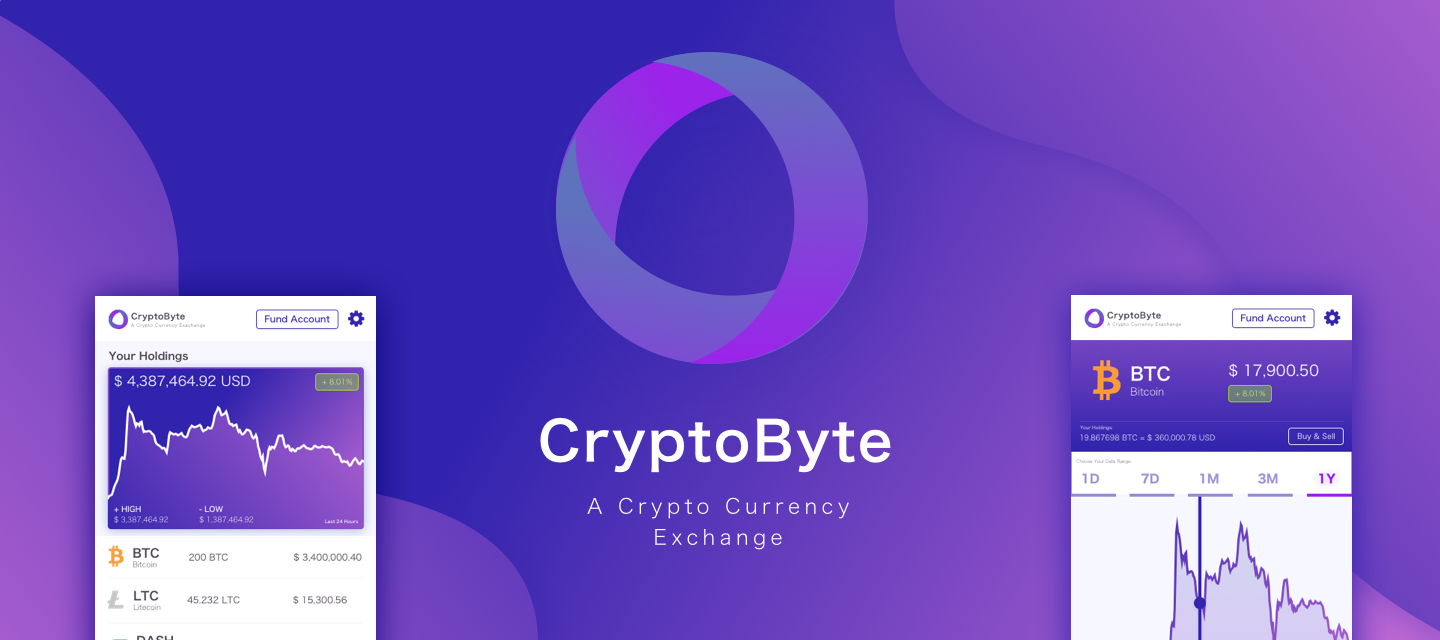 CryptoByte
A Crypto Currency
Exchange
CryptoByte
A Crypto Currency Exachange
Fund Account
Your Holdings
$ 4,387,464.92 USD
+ 8.01%
+ HIGH
$ 3,387,464.92
- LOW
$ 1,387,464.92
Last 24 Hours
BTC
Bitcoin
200 BTC
$ 3,400,000.40
LTC
Litecoin
45.232 LTC
$ 15,300.56
DASH
CryptoByte
A Crypto Currency Exachange
Fund Account
BTC
Bitcoin
$ 17,900.50
+ 8.01%
Your Holdings:
19.867698 BTC = $ 360,000.78 USD
Buy & Sell
Choose Your Date Range:
1D 7D 1M 3M 1Y